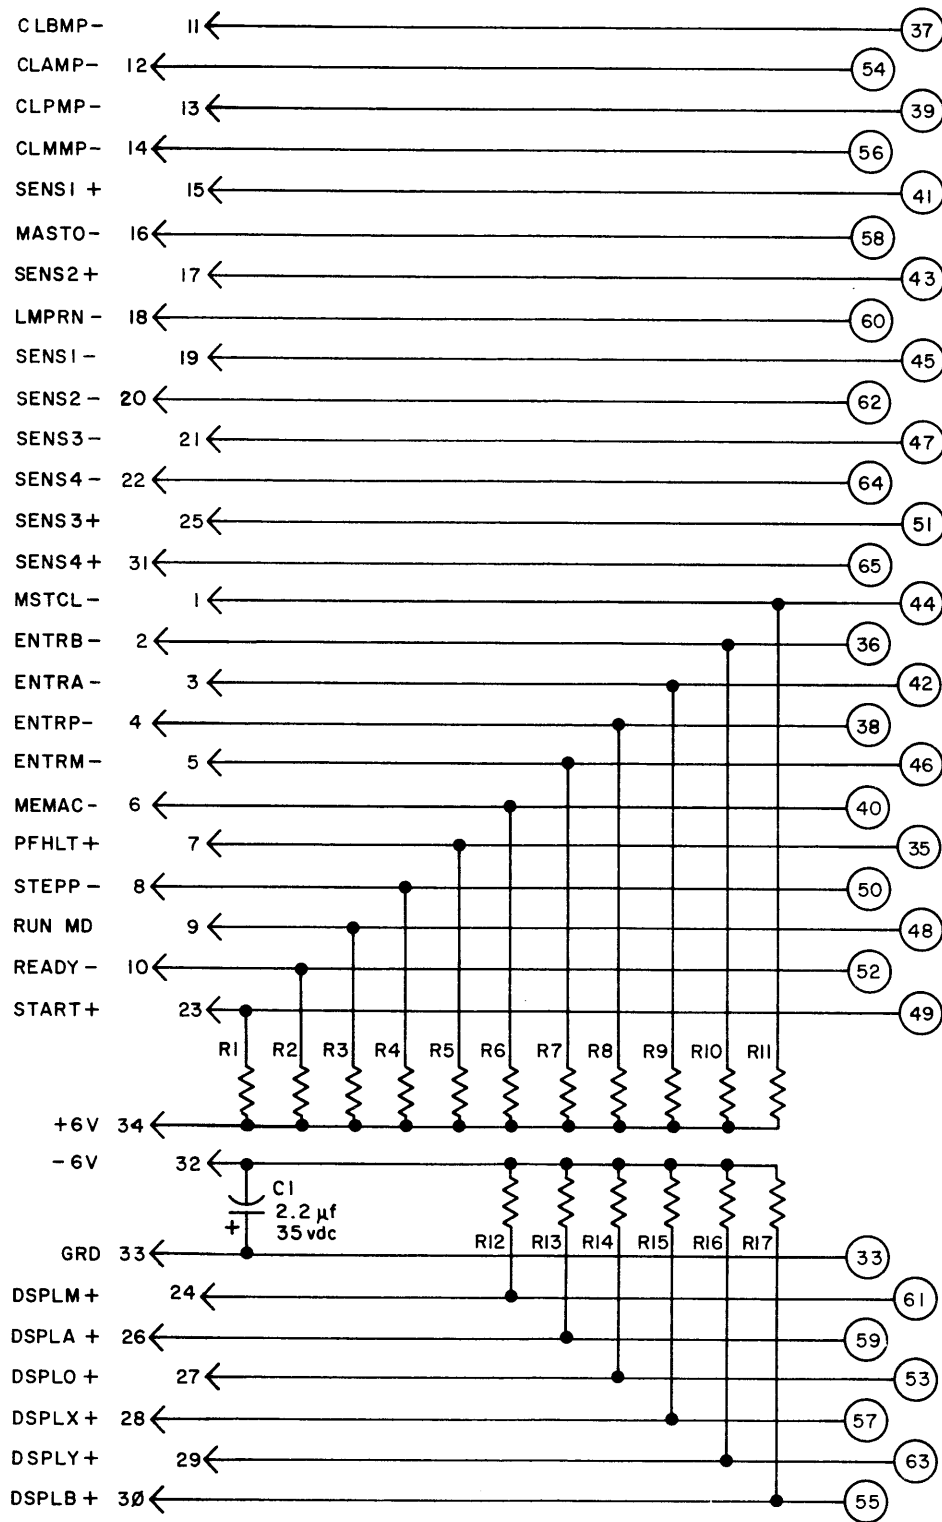 CLBMP- 11 37
CLAMP- 12 54
CLPMP- 13 39
CLMMP- 14 56
SENS1 + 15 41
MASTO- 16 58
SENS2+ 17 43
LMPRN - 18 60
SENS1- 19 45
SENS2- 20 62
SENS3- 21 47
SENS4- 22 64
SENS3+ 25 51
SENS4+ 31 65
MSTCL- 1 44
ENTRB- 2 36
ENTRA- 3 42
ENTRP- 4 38
ENTRM- 5 46
MEMAC- 6 40
PFHLT+ 7 35
STEPP- 8 50
RUN MD 9 48
READY- 10 52
START+ 23 49
R1 R2 R3 R4 R5 R6 R7 R8 R9 R10 R11
+6V 34
-6V 32
C1
2.2 µf
+ 35 vdc
R12 R13 R14 R15 R16 R17
GRD 33 33
DSPLM+ 24 61
DSPLA + 26 59
DSPLO + 27 53
DSPLX+ 28 57
DSPLY+ 29 63
DSPLB + 3Ø 55